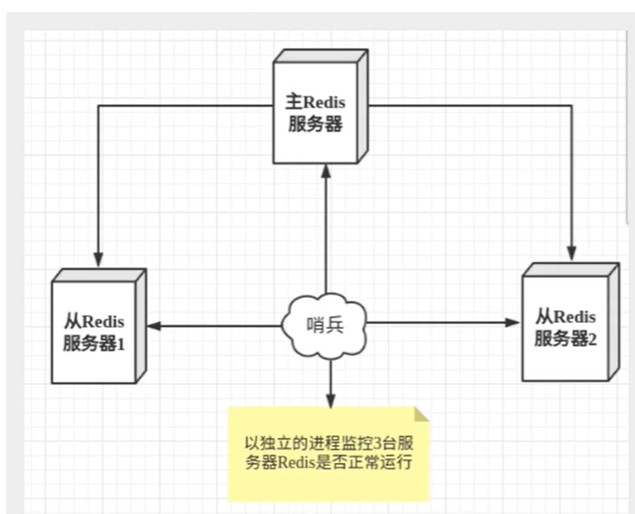 主Redis
服务器
从Redis
服务器1
哨兵
从Redis
服务器2
以独立的进程监控3台服
务器Redis是否正常运行